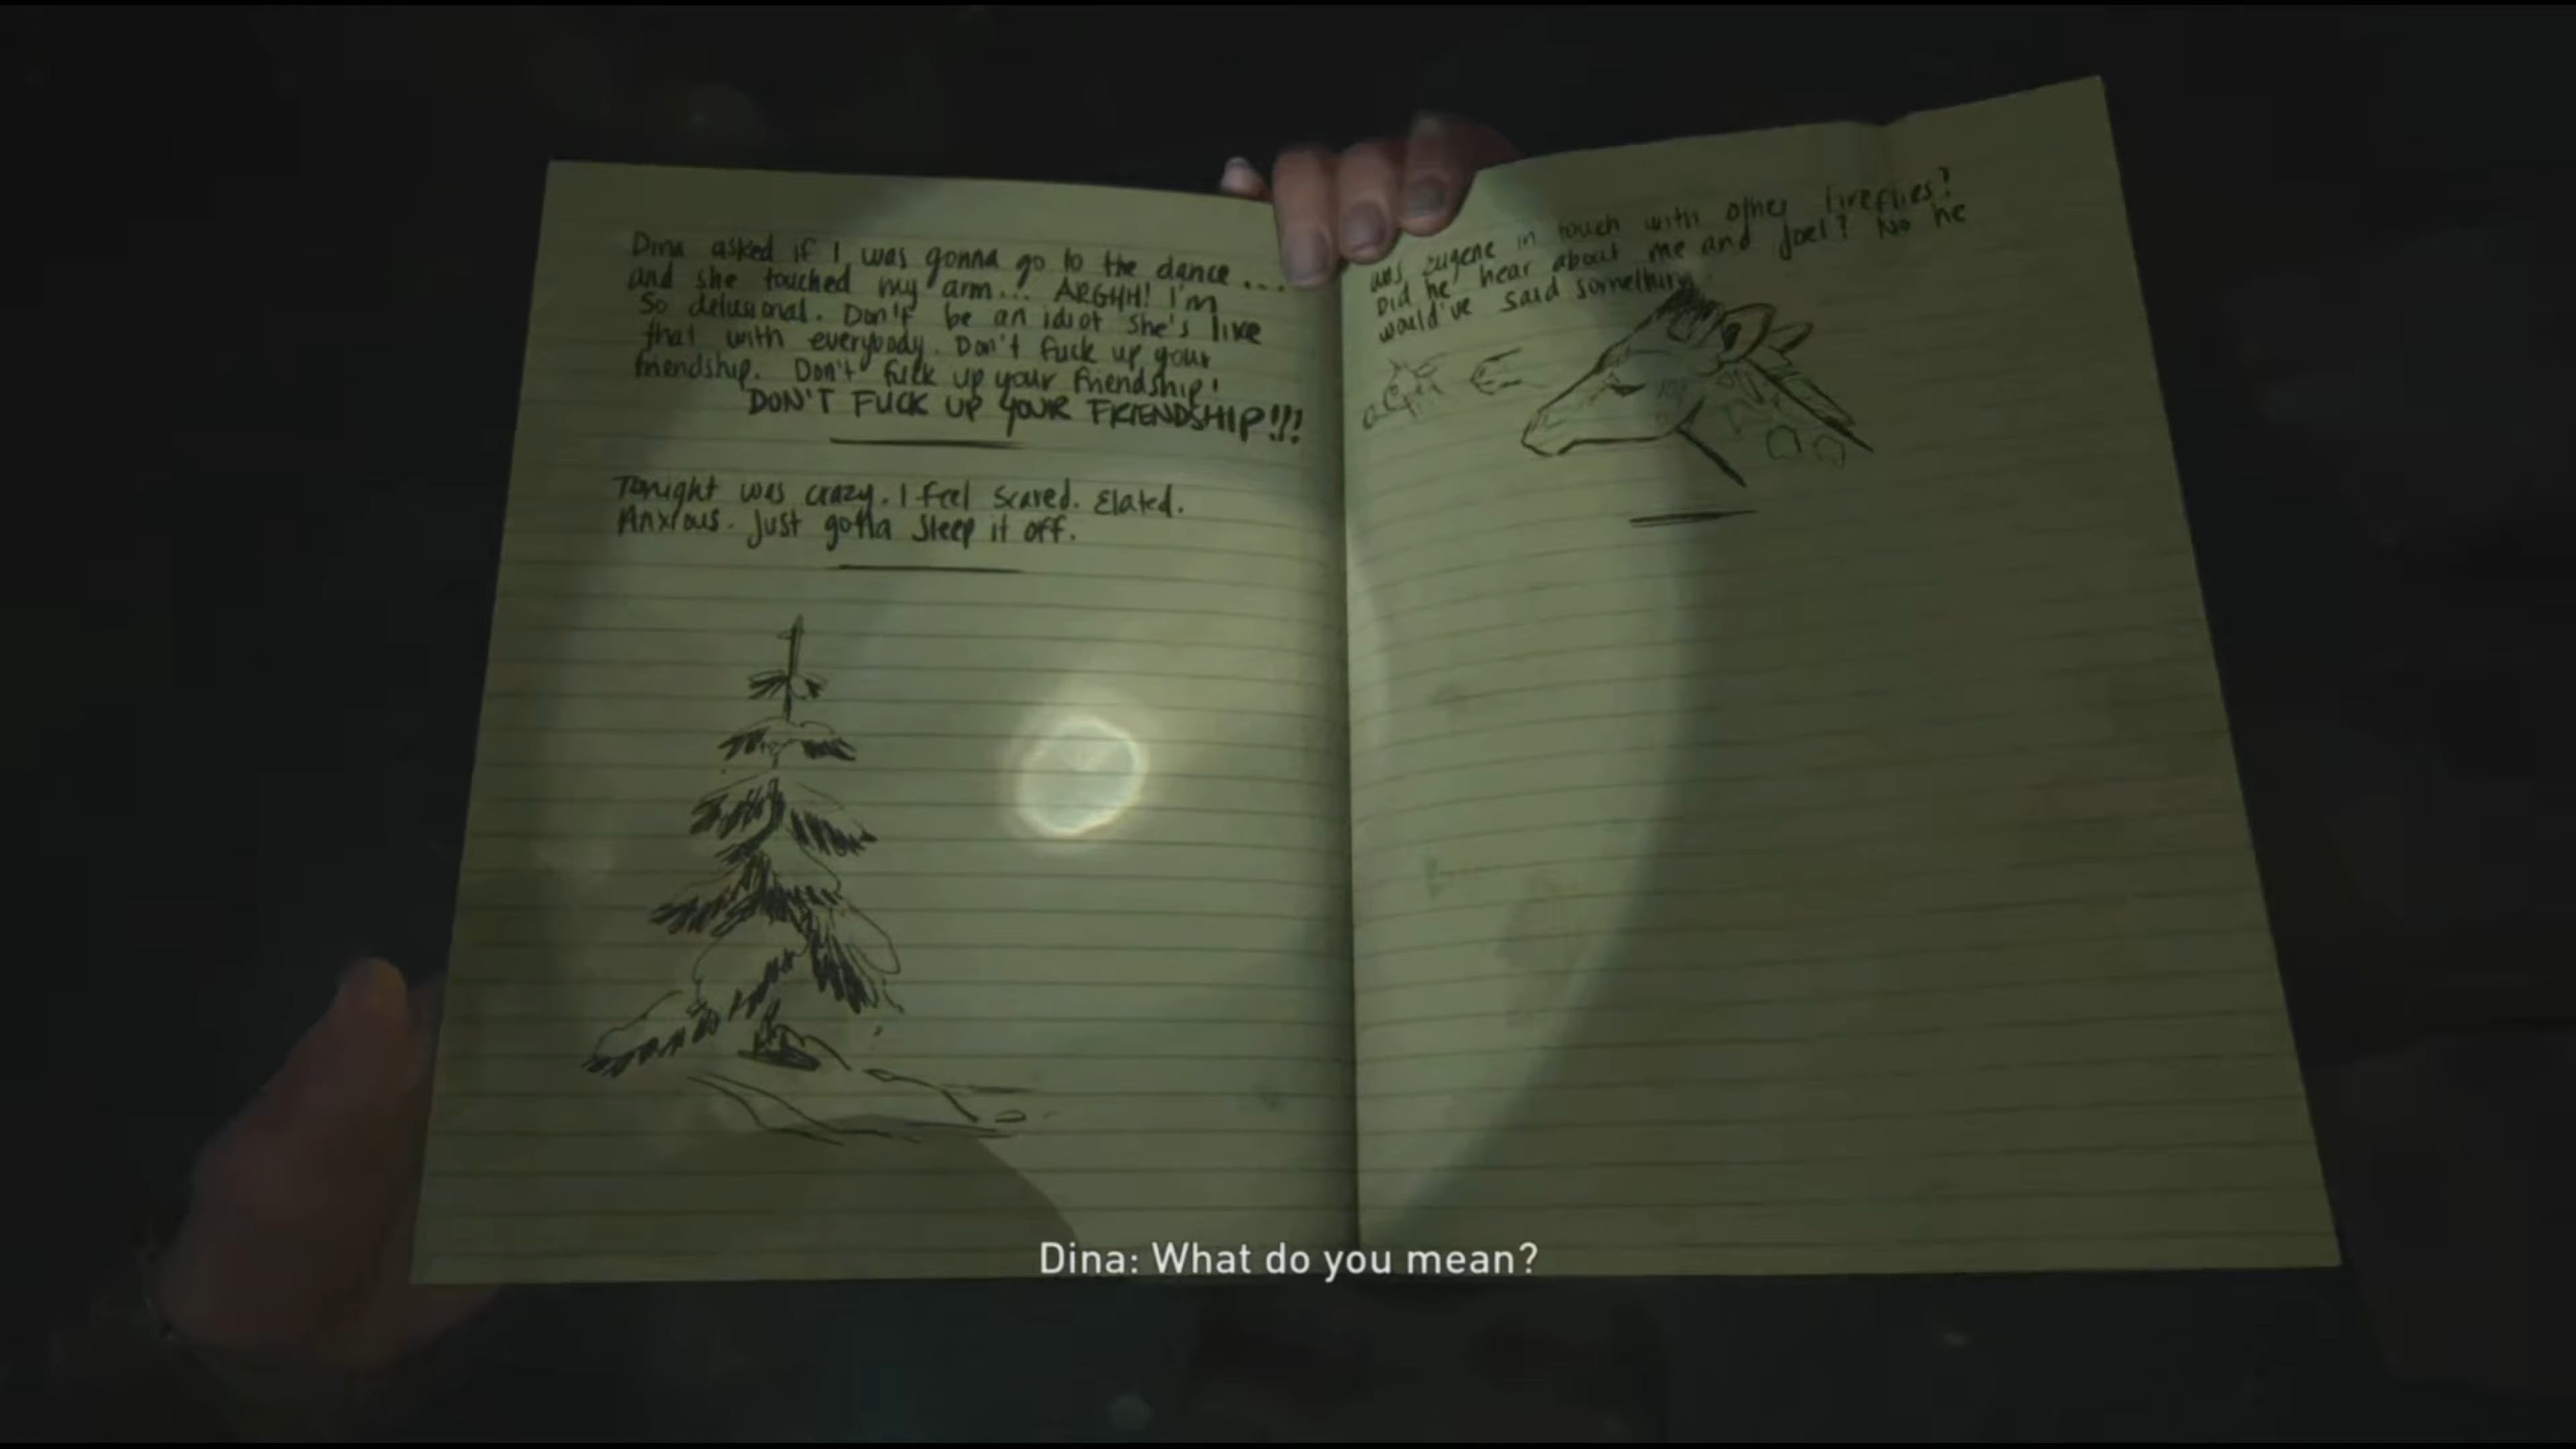 Dina asked if I was gonna go to the dance...
and she touched my arm... ARGHH! I'm
so delusional. Don't be an idiot she's like
that with everybody. Don't fuck up your
friendship. Don't fuck up your friendship!
DON'T FUCK UP YOUR FRIENDSHIP!!!
Tonight was crazy. I feel scared. Elated.
Anxious. Just gotta sleep it off.
was eugene in touch with other fireflies?
Did he hear about me and Joel? No he
would've said something.
Dina: What do you mean?